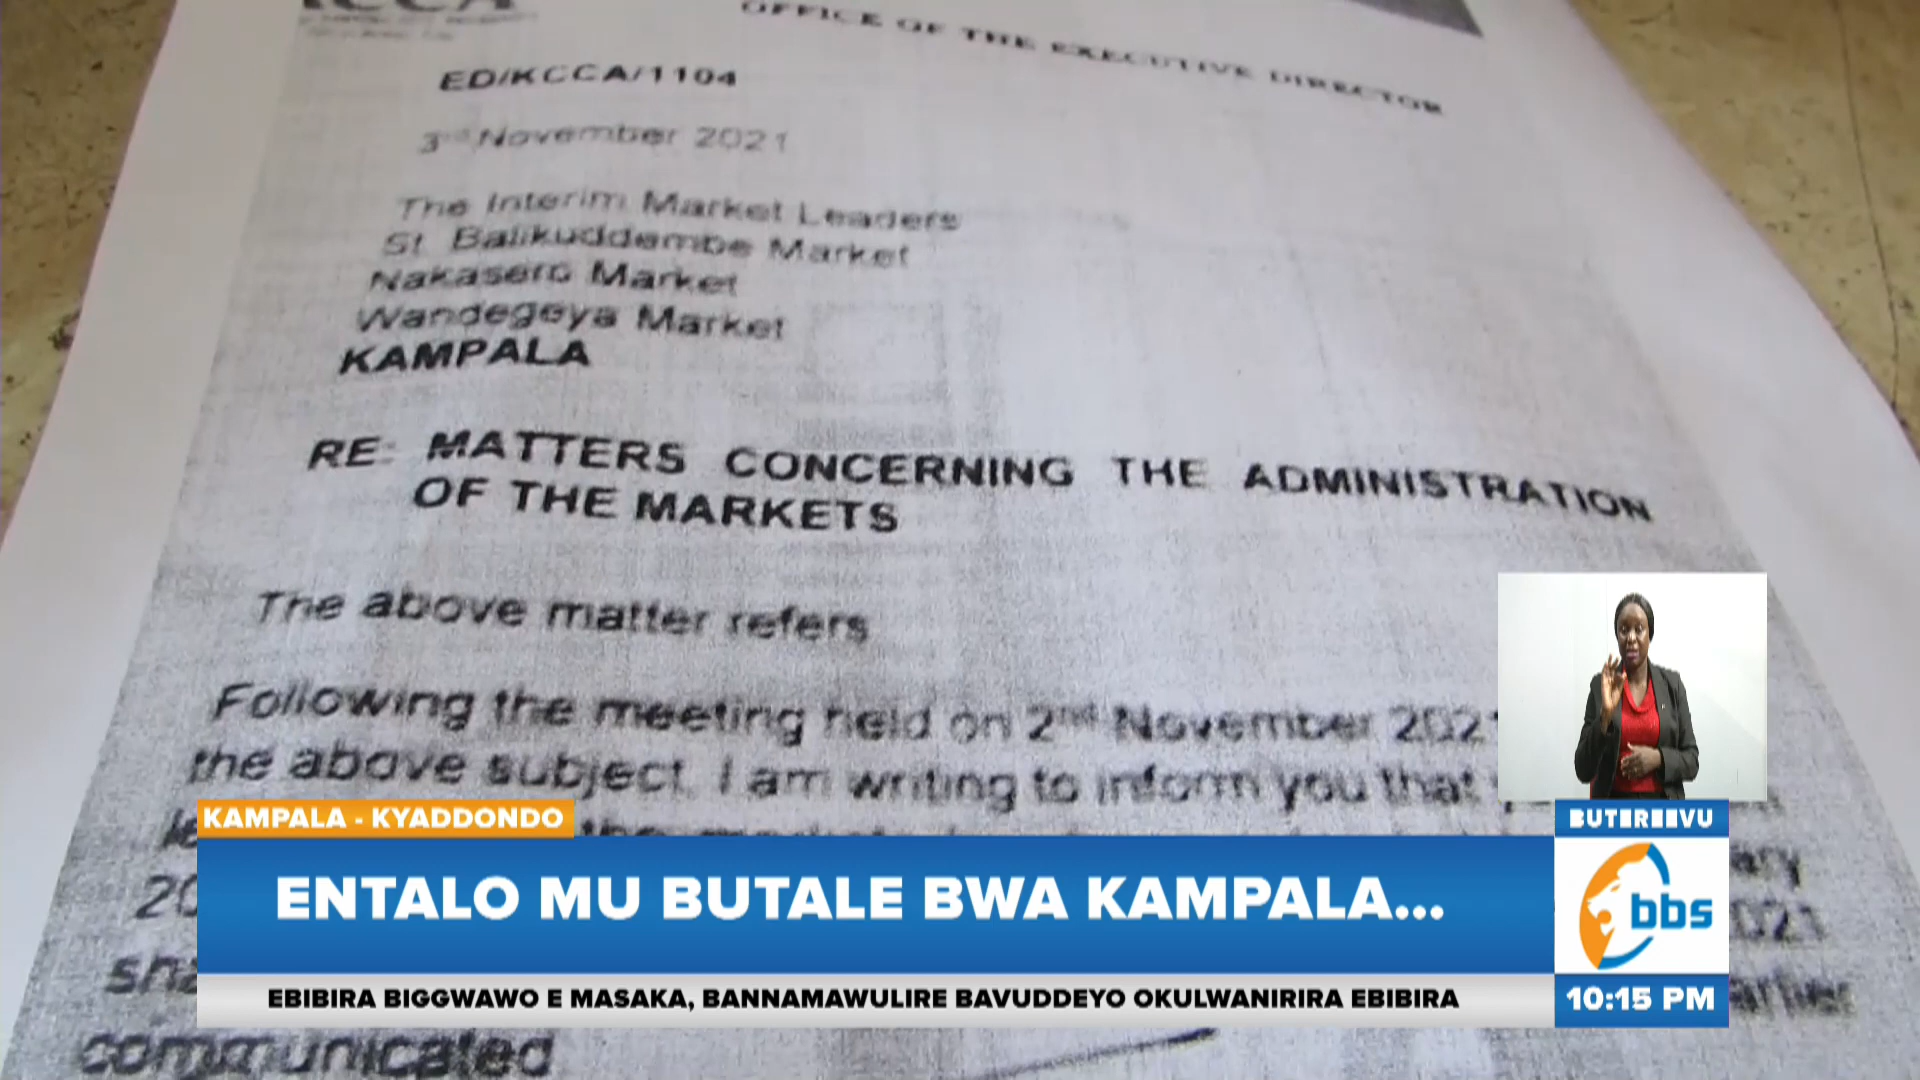 KCCA
OFFICE OF THE EXECUTIVE DIRECTOR
ED/KCCA/1104
3rd November 2021
The Interim Market Leaders
St Balikuddembe Market
Nakasero Market
Wandegeya Market
KAMPALA
RE: MATTERS CONCERNING THE ADMINISTRATION
OF THE MARKETS
The above matter refers
Following the meeting held on 2nd November 2021
the above subject, I am writing to inform you that
communicated
KAMPALA - KYADDONDO
ENTALO MU BUTALE BWA KAMPALA...
EBIBIRA BIGGWAWO E MASAKA, BANNAMAWULIRE BAVUDDEYO OKULWANIRIRA EBIBIRA
BUTEREEVU
bbs
10:15 PM